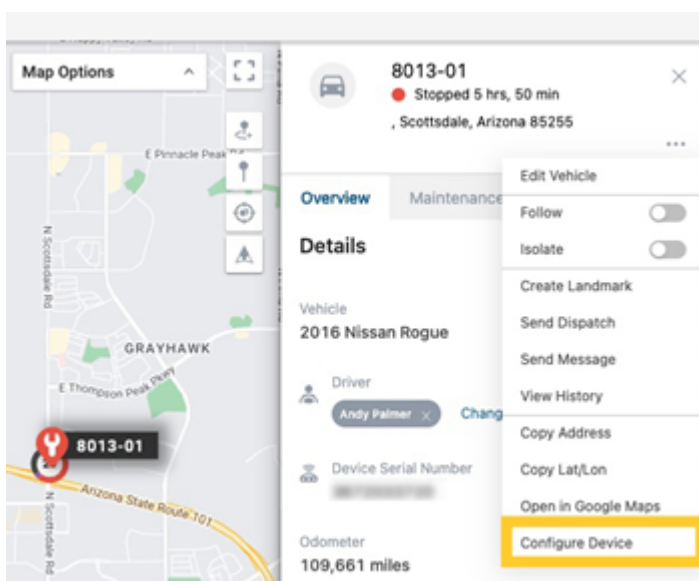 Map Options
E Pinnacle Peak
N Scottsdale Rd
GRAYHAWK
E Thompson Peak Pkwy
8013-01
Arizona State Route 101
N Scottsdale Rd
8013-01
Stopped 5 hrs, 50 min
, Scottsdale, Arizona 85255
Overview
Maintenance
Details
Vehicle
2016 Nissan Rogue
Driver
Andy Palmer
Chang
Device Serial Number
Odometer
109,661 miles
Edit Vehicle
Follow
Isolate
Create Landmark
Send Dispatch
Send Message
View History
Copy Address
Copy Lat/Lon
Open in Google Maps
Configure Device